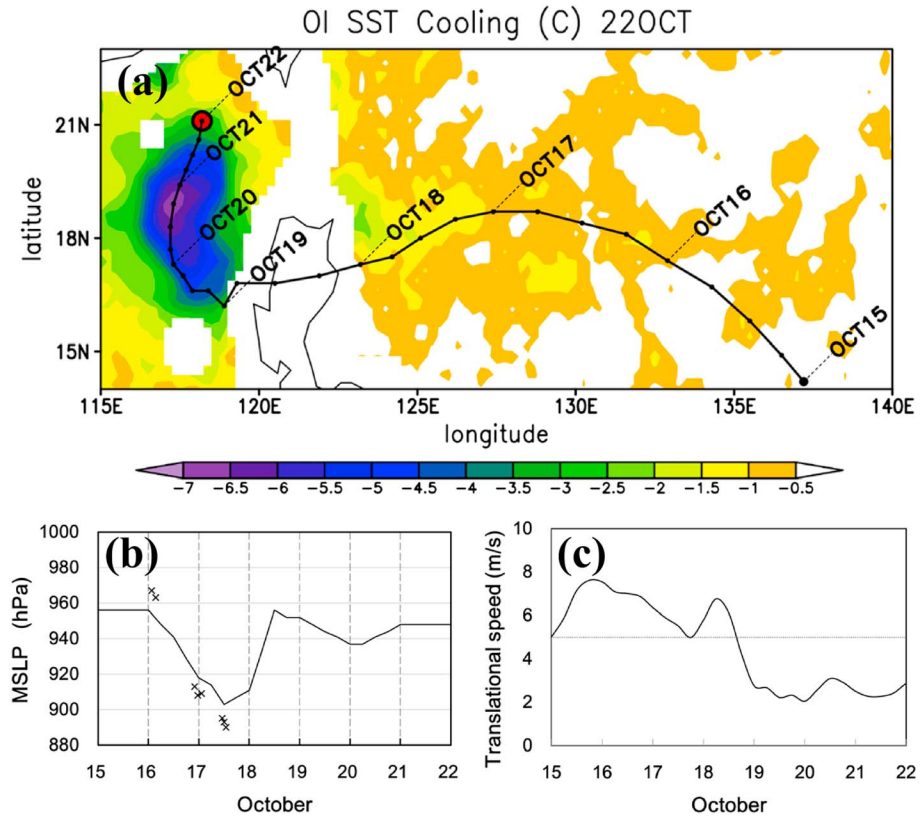 OI SST Cooling (C) 22OCT
(a)
OCT22
OCT21
OCT20
OCT19
OCT18
OCT17
OCT16
OCT15
latitude
21N
18N
15N
115E 120E 125E 130E 135E 140E
longitude
-7 -6.5 -6 -5.5 -5 -4.5 -4 -3.5 -3 -2.5 -2 -1.5 -1 -0.5
(b)
MSLP (hPa)
1000
980
960
940
920
900
880
15 16 17 18 19 20 21 22
October
(c)
Translational speed (m/s)
10
8
6
4
2
0
15 16 17 18 19 20 21 22
October